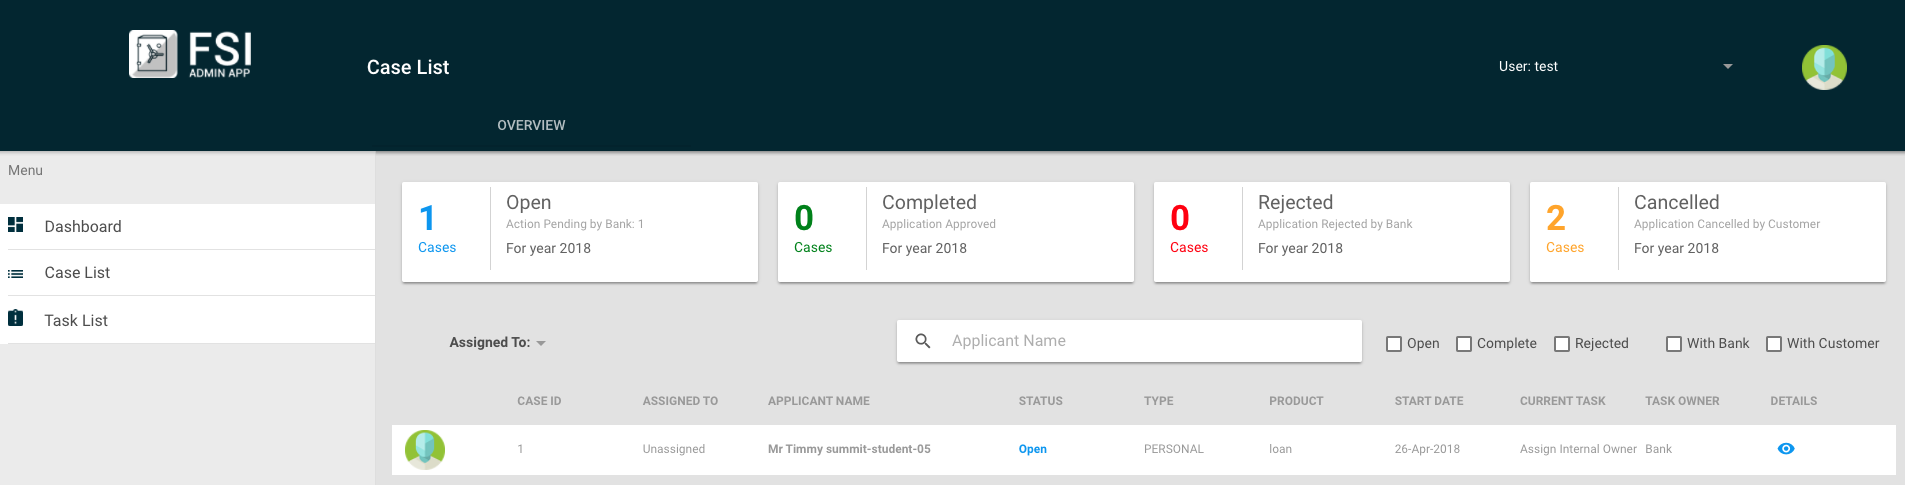 FSI
ADMIN APP
Case List
User: test
OVERVIEW
Menu
Dashboard
Case List
Task List
1
Cases
Open
Action Pending by Bank: 1
For year 2018
0
Cases
Completed
Application Approved
For year 2018
0
Cases
Rejected
Application Rejected by Bank
For year 2018
2
Cases
Cancelled
Application Cancelled by Customer
For year 2018
Assigned To:
Applicant Name
Open Complete Rejected With Bank With Customer
CASE ID ASSIGNED TO APPLICANT NAME STATUS TYPE PRODUCT START DATE CURRENT TASK TASK OWNER DETAILS
1 Unassigned Mr Timmy summit-student-05 Open PERSONAL loan 26-Apr-2018 Assign Internal Owner Bank